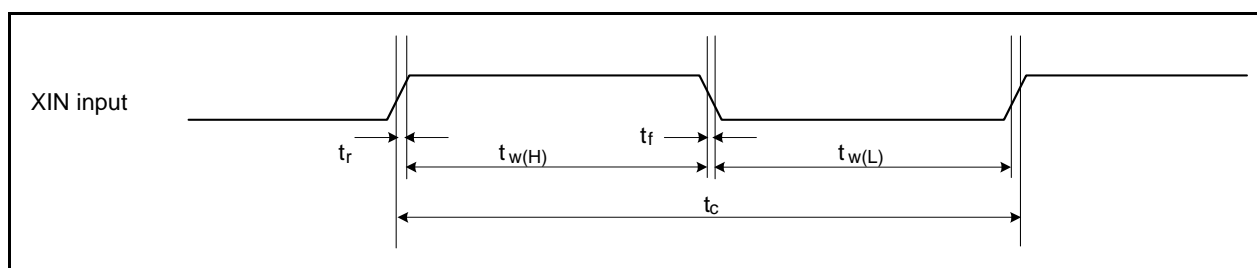 XIN input
tr
tw(H)
tf
tw(L)
tc